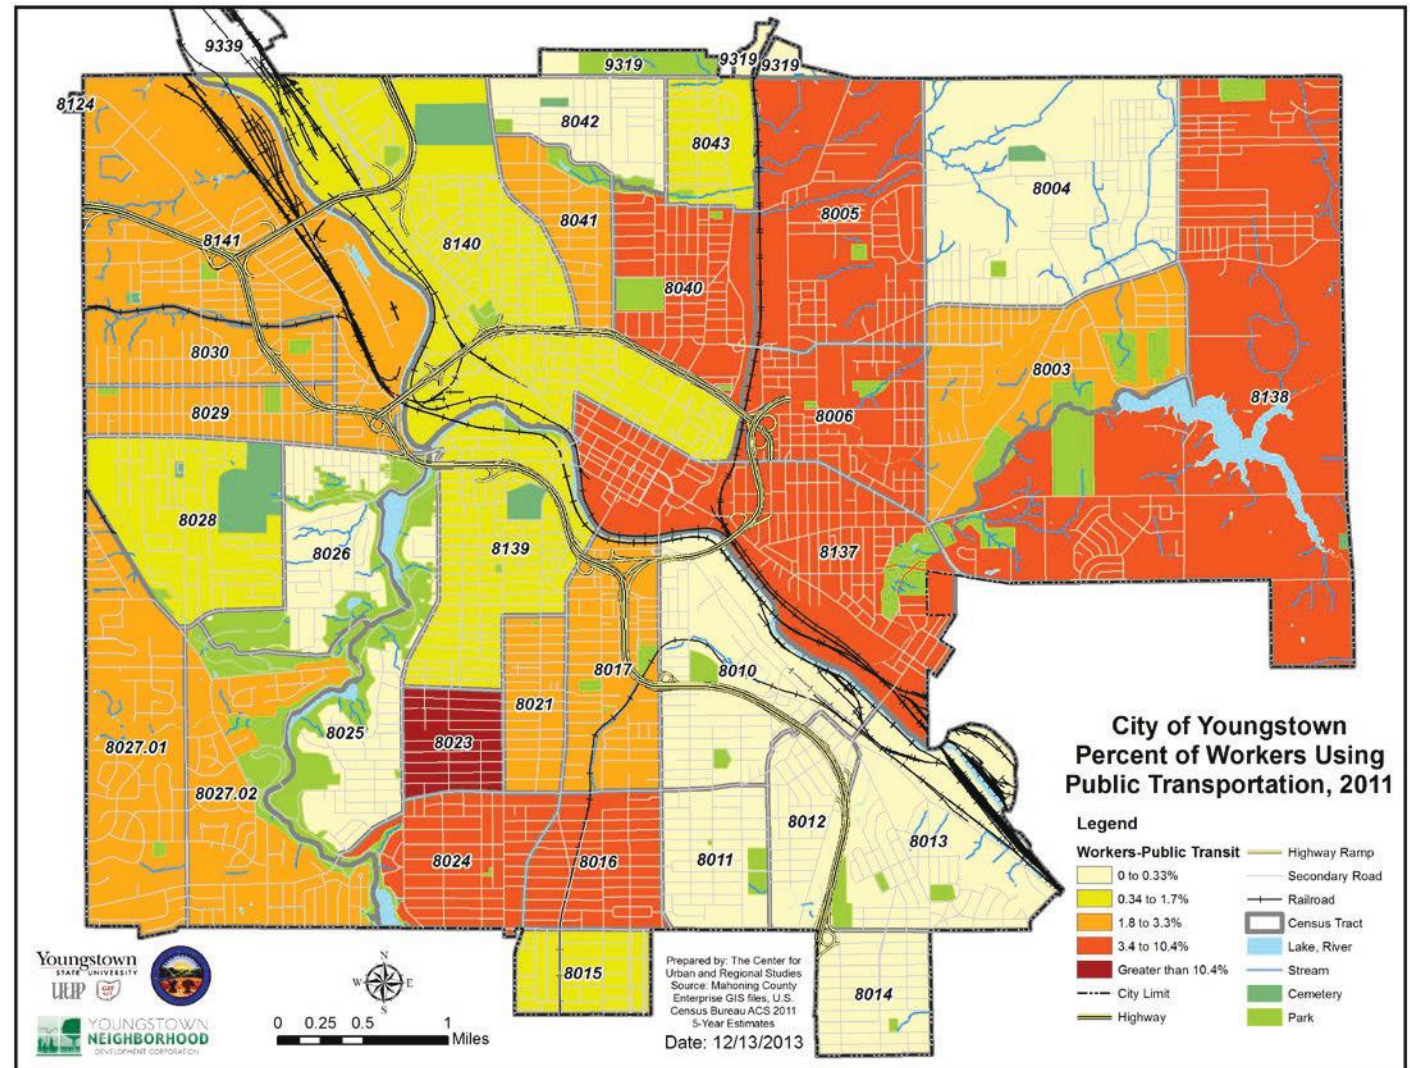 9339
9319
9319
9319
8124
8042
8043
8004
8005
8041
8141
8140
8040
8030
8003
8029
8006
8138
8028
8026
8139
8137
8017
8010
8021
8025
8023
8027.01
8027.02
8012
8013
8024
8016
8011
8015
8014
City of Youngstown
Percent of Workers Using
Public Transportation, 2011
Legend
Workers-Public Transit
0 to 0.33%
0.34 to 1.7%
1.8 to 3.3%
3.4 to 10.4%
Greater than 10.4%
City Limit
Highway
Highway Ramp
Secondary Road
Railroad
Census Tract
Lake, River
Stream
Cemetery
Park
Youngstown
STATE UNIVERSITY
YOUNGSTOWN
NEIGHBORHOOD
DEVELOPMENT CORPORATION
N
W E
S
0 0.25 0.5 1
Miles
Prepared by: The Center for
Urban and Regional Studies
Source: Mahoning County
Enterprise GIS files, U.S.
Census Bureau ACS 2011
5-Year Estimates
Date: 12/13/2013